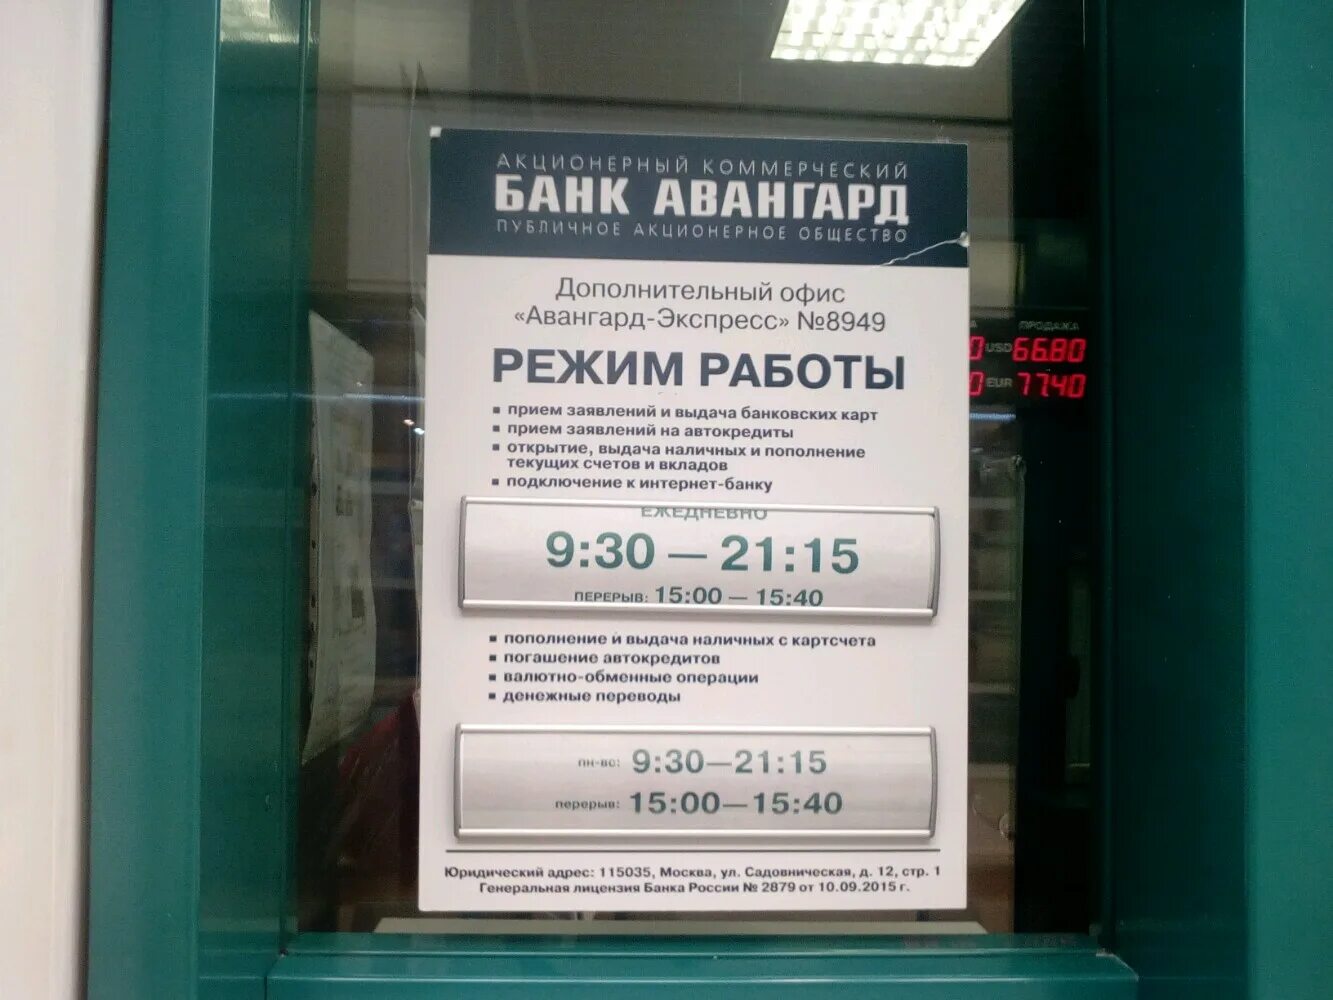 АКЦИОНЕРНЫЙ КОММЕРЧЕСКИЙ
БАНК АВАНГАРД
ПУБЛИЧНОЕ АКЦИОНЕРНОЕ ОБЩЕСТВО
Дополнительный офис
«Авангард-Экспресс» №8949
РЕЖИМ РАБОТЫ
▪ прием заявлений и выдача банковских карт
▪ прием заявлений на автокредиты
▪ открытие, выдача наличных и пополнение
текущих счетов и вкладов
▪ подключение к интернет-банку
ЕЖЕДНЕВНО
9:30 — 21:15
ПЕРЕРЫВ: 15:00 — 15:40
▪ пополнение и выдача наличных с картсчета
▪ погашение автокредитов
▪ валютно-обменные операции
▪ денежные переводы
пн-вс: 9:30—21:15
перерыв: 15:00—15:40
Юридический адрес: 115035, Москва, ул. Садовническая, д. 12, стр. 1
Генеральная лицензия Банка России № 2879 от 10.09.2015 г.
ПРОДАЖА
USD 66.80
EUR 77.40